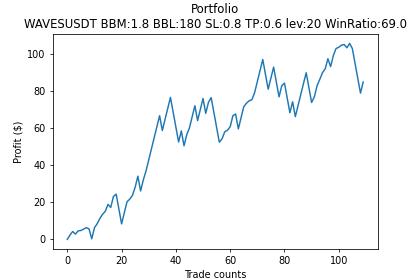 Portfolio
WAVESUSDT BBM:1.8 BBL:180 SL:0.8 TP:0.6 lev:20 WinRatio:69.0
100
80
60
40
20
0
Profit ($)
0 20 40 60 80 100
Trade counts